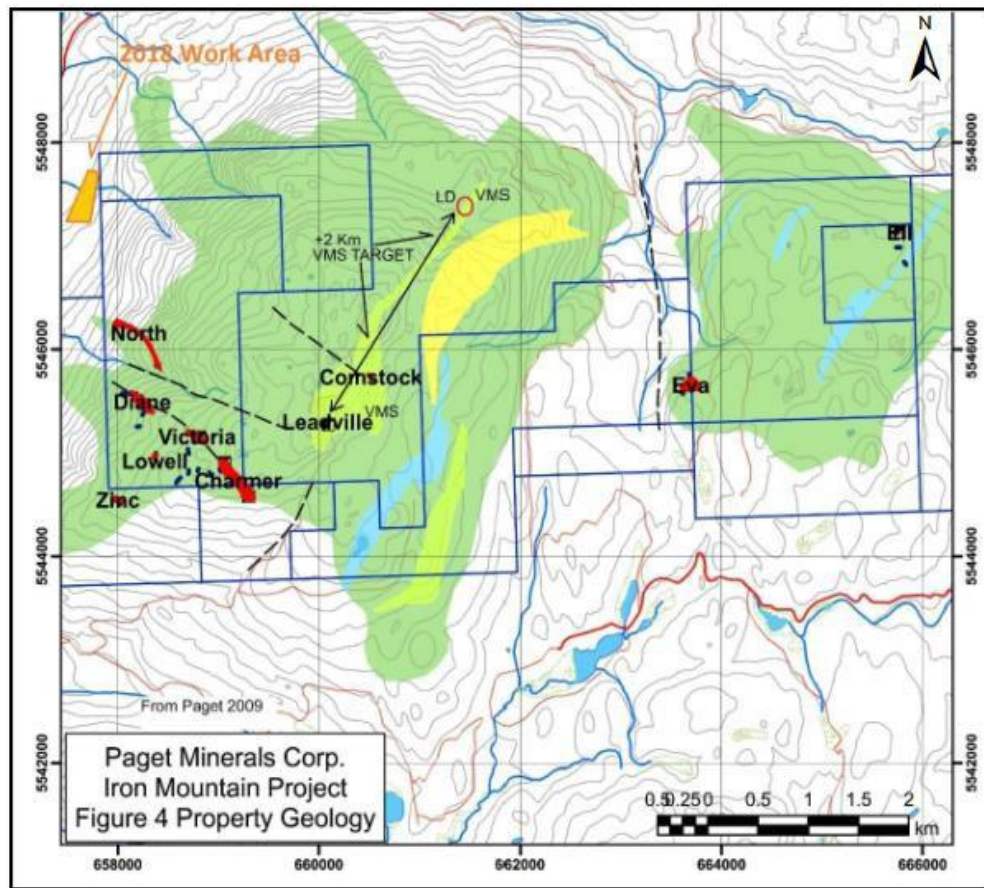 N
2018 Work Area
5548000
5548000
LD
VMS
+2 Km
VMS TARGET
North
5546000
5546000
Comstock
Eva
Diane
Leadville
VMS
Victoria
Lowell
Charmer
Zinc
5544000
5544000
From Paget 2009
5542000
5542000
Paget Minerals Corp.
Iron Mountain Project
Figure 4 Property Geology
0.5 0.25 0 0.5 1 1.5 2
km
658000 660000 662000 664000 666000